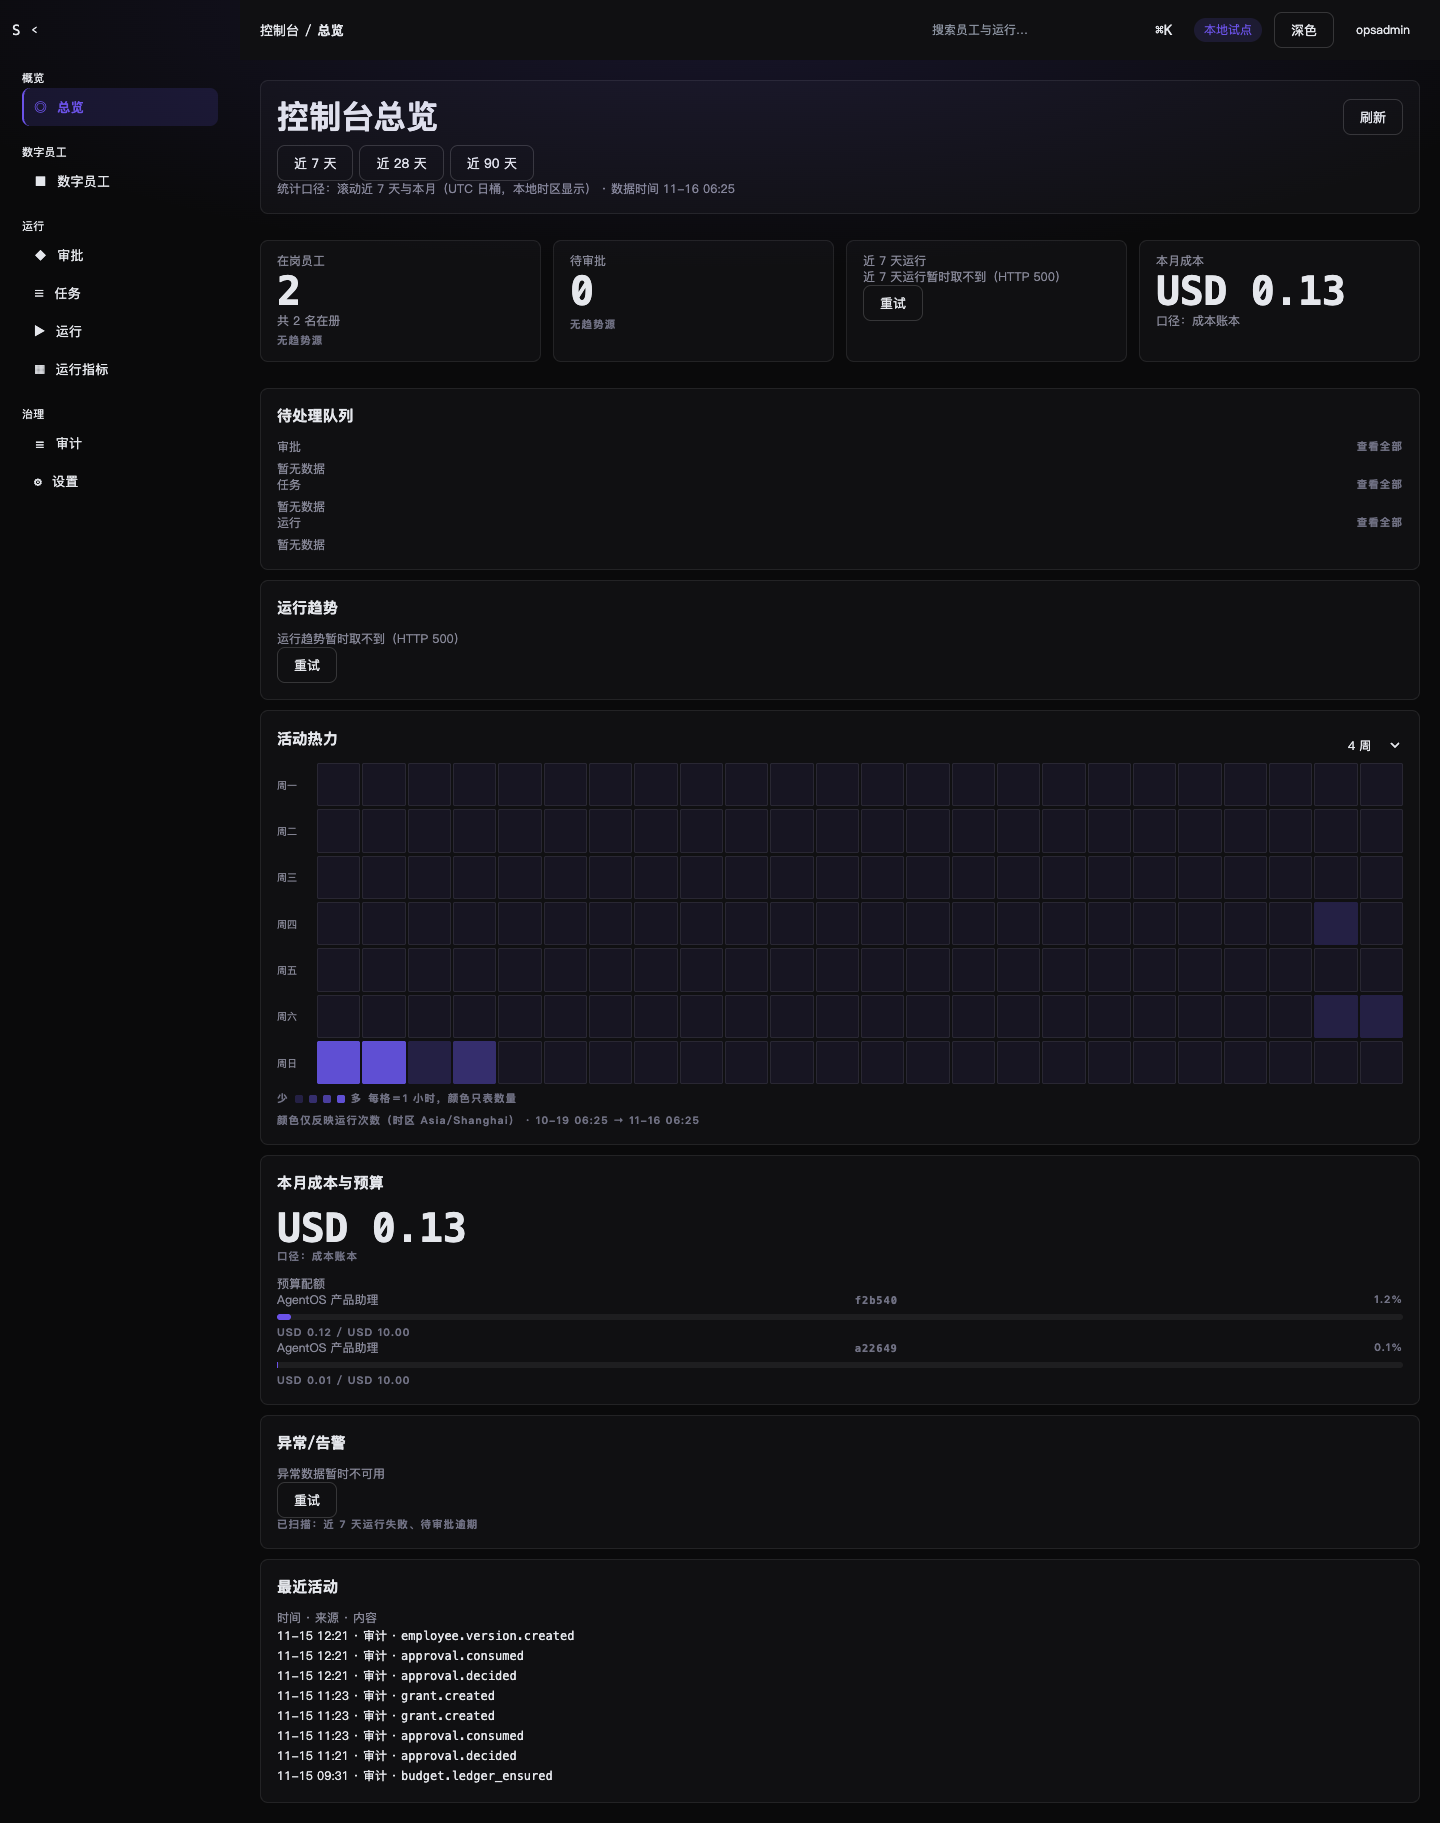 S <
控制台 / 总览
搜索员工与运行...
⌘K
本地试点
深色
opsadmin
概览
总览
数字员工
数字员工
运行
审批
任务
运行
运行指标
治理
审计
设置
控制台总览
刷新
近 7 天
近 28 天
近 90 天
统计口径：滚动近 7 天与本月（UTC 日桶，本地时区显示） · 数据时间 11-16 06:25
在岗员工
2
共 2 名在册
无趋势源
待审批
0
无趋势源
近 7 天运行
近 7 天运行暂时取不到（HTTP 500）
重试
本月成本
USD 0.13
口径：成本账本
待处理队列
审批
查看全部
暂无数据
任务
查看全部
暂无数据
运行
查看全部
暂无数据
运行趋势
运行趋势暂时取不到（HTTP 500）
重试
活动热力
4 周
周一
周二
周三
周四
周五
周六
周日
少 多 每格=1 小时，颜色只表数量
颜色仅反映运行次数（时区 Asia/Shanghai） · 10-19 06:25 → 11-16 06:25
本月成本与预算
USD 0.13
口径：成本账本
预算配额
AgentOS 产品助理 f2b540 1.2%
USD 0.12 / USD 10.00
AgentOS 产品助理 a22649 0.1%
USD 0.01 / USD 10.00
异常/告警
异常数据暂时不可用
重试
已扫描：近 7 天运行失败、待审批逾期
最近活动
时间 · 来源 · 内容
11-15 12:21 · 审计 · employee.version.created
11-15 12:21 · 审计 · approval.consumed
11-15 12:21 · 审计 · approval.decided
11-15 11:23 · 审计 · grant.created
11-15 11:23 · 审计 · grant.created
11-15 11:23 · 审计 · approval.consumed
11-15 11:21 · 审计 · approval.decided
11-15 09:31 · 审计 · budget.ledger_ensured